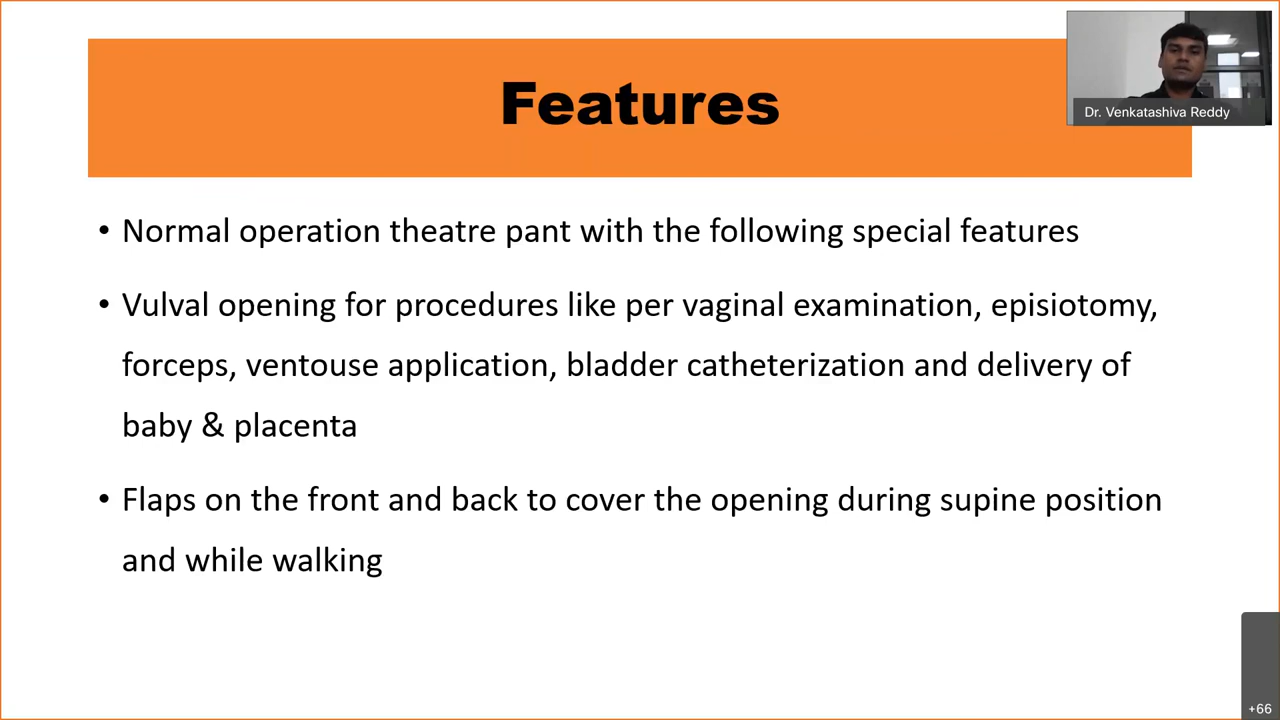 Features
Dr. Venkatashiva Reddy
• Normal operation theatre pant with the following special features
• Vulval opening for procedures like per vaginal examination, episiotomy,
forceps, ventouse application, bladder catheterization and delivery of
baby & placenta
• Flaps on the front and back to cover the opening during supine position
and while walking
+66